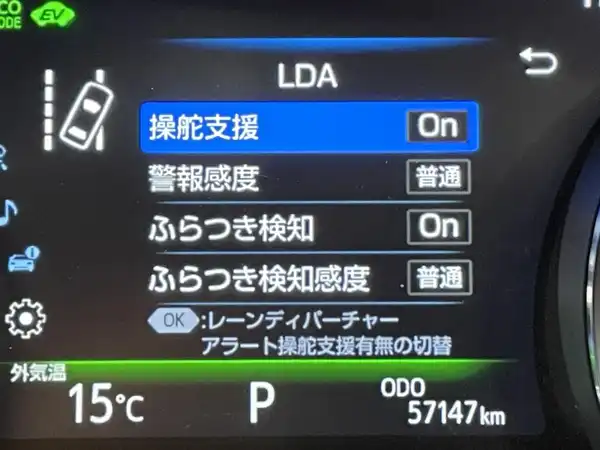 ECO
MODE
EV
LDA
操舵支援 On
警報感度 普通
ふらつき検知 On
ふらつき検知感度 普通
OK :レーンディパーチャー
アラート操舵支援有無の切替
外気温
15℃ P ODO
57147km